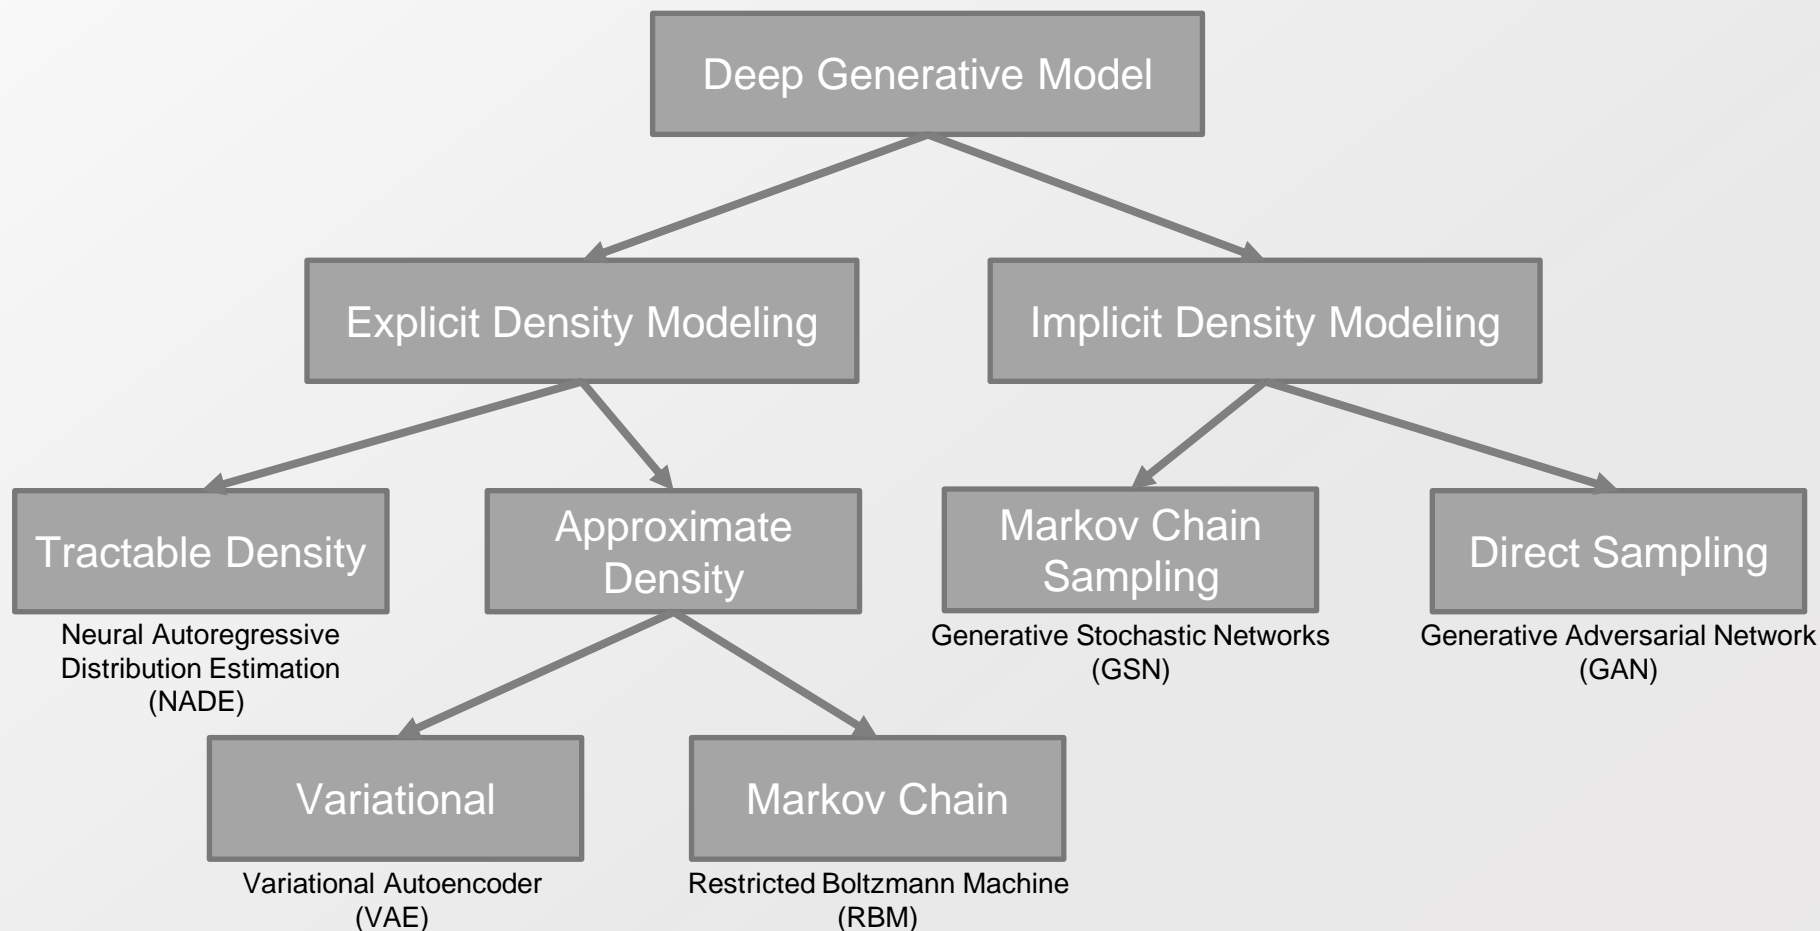 Deep Generative Model
Explicit Density Modeling
Implicit Density Modeling
Tractable Density
Neural Autoregressive
Distribution Estimation
(NADE)
Approximate
Density
Markov Chain
Sampling
Generative Stochastic Networks
(GSN)
Direct Sampling
Generative Adversarial Network
(GAN)
Variational
Variational Autoencoder
(VAE)
Markov Chain
Restricted Boltzmann Machine
(RBM)